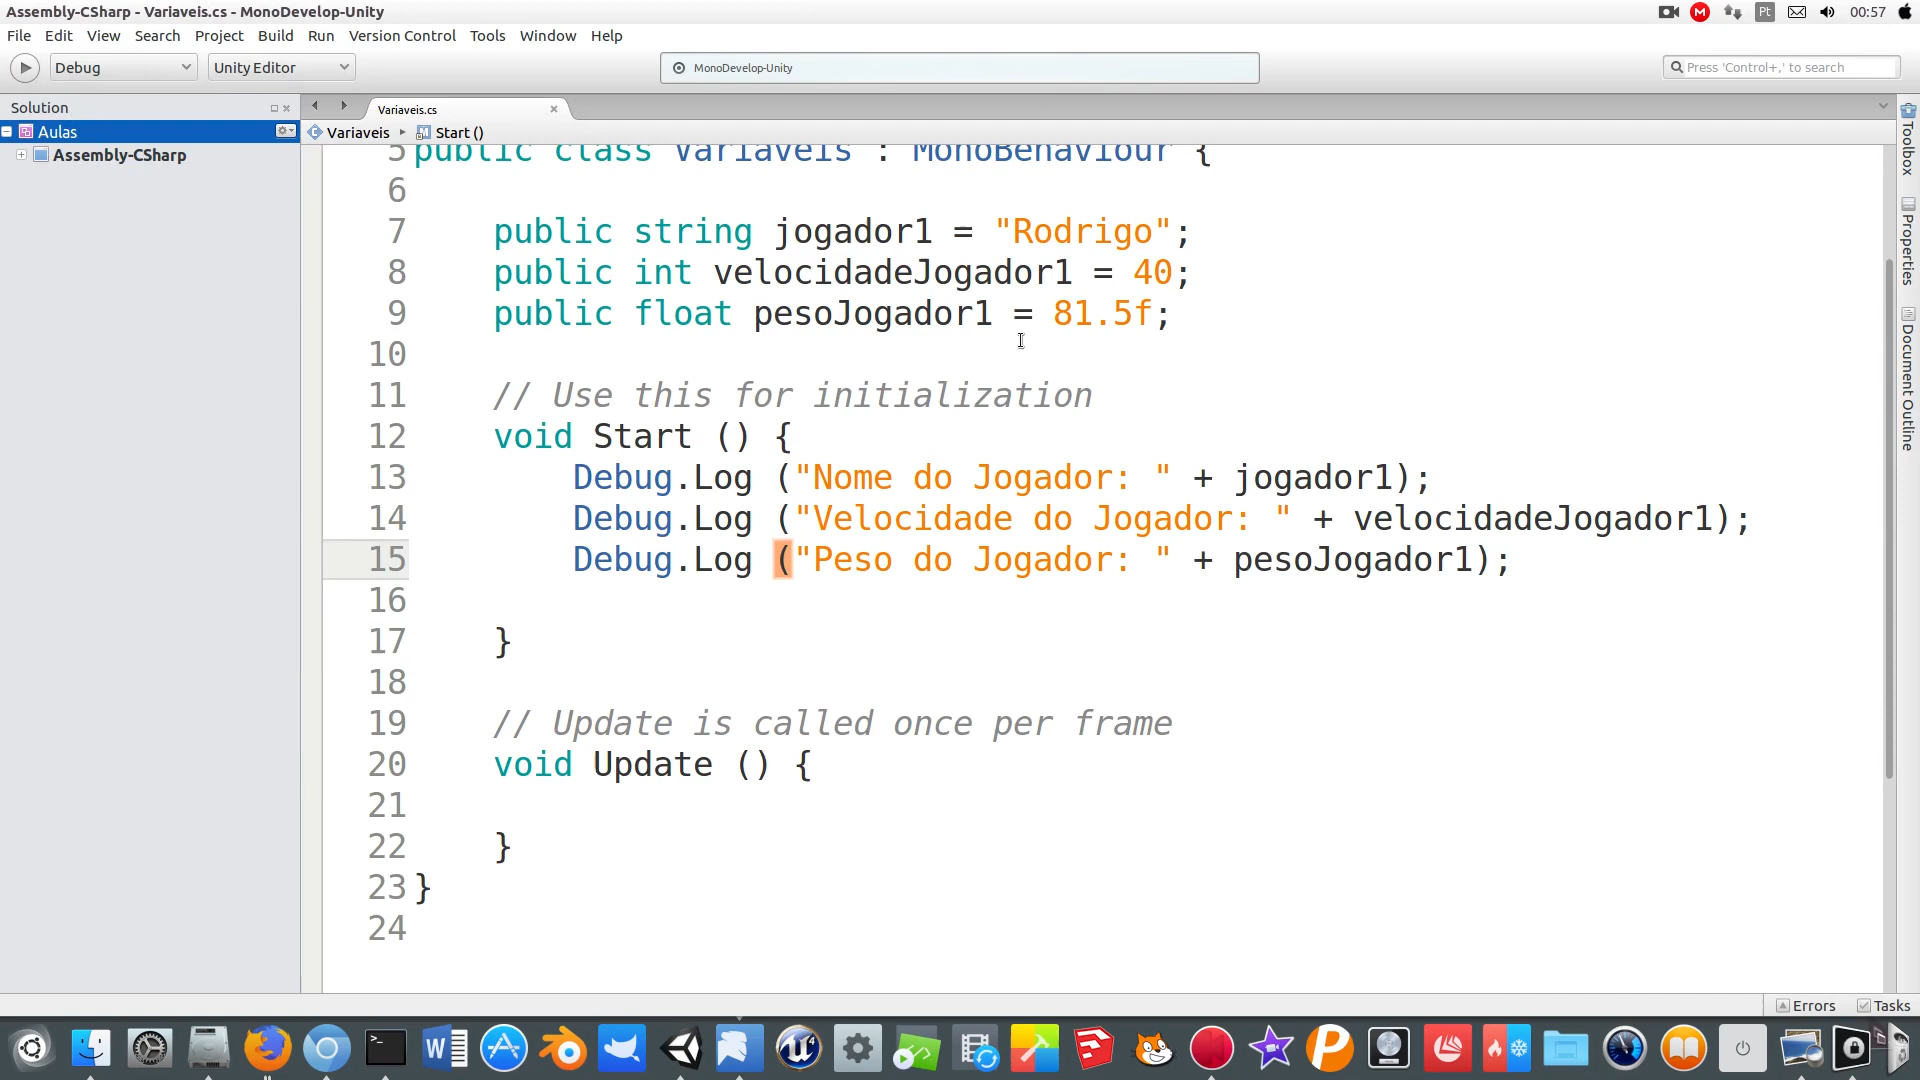 Assembly-CSharp - Variaveis.cs - MonoDevelop-Unity
Pt
00:57
File Edit View Search Project Build Run Version Control Tools Window Help
Debug
Unity Editor
MonoDevelop-Unity
Press 'Control+,' to search
Solution
Variaveis.cs
Aulas
Variaveis
Start ()
Assembly-CSharp
5 public class Variaveis : MonoBehaviour {
6
7 public string jogador1 = "Rodrigo";
8 public int velocidadeJogador1 = 40;
9 public float pesoJogador1 = 81.5f;
10
11 // Use this for initialization
12 void Start () {
13 Debug.Log ("Nome do Jogador: " + jogador1);
14 Debug.Log ("Velocidade do Jogador: " + velocidadeJogador1);
15 Debug.Log ("Peso do Jogador: " + pesoJogador1);
16
17 }
18
19 // Update is called once per frame
20 void Update () {
21
22 }
23 }
24
Toolbox
Properties
Document Outline
Errors
Tasks